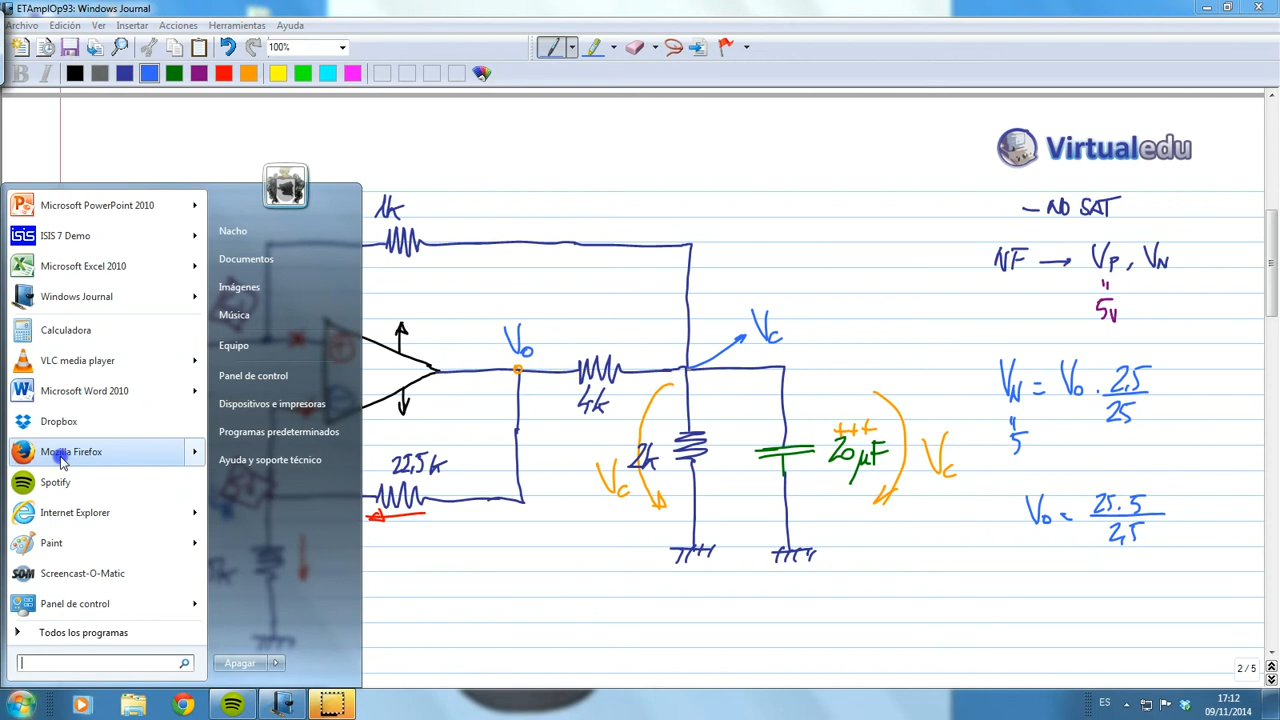 ETAmplOp93: Windows Journal
Archivo Edición Ver Insertar Acciones Herramientas Ayuda
100%
Virtualedu
Microsoft PowerPoint 2010
ISIS 7 Demo
Microsoft Excel 2010
Windows Journal
Calculadora
VLC media player
Microsoft Word 2010
Dropbox
Mozilla Firefox
Spotify
Internet Explorer
Paint
Screencast-O-Matic
Panel de control
Todos los programas
Nacho
Documentos
Imágenes
Música
Equipo
Panel de control
Dispositivos e impresoras
Programas predeterminados
Ayuda y soporte técnico
Apagar
1k
Vo
4k
22,5k
Vc
2k
Vc
+++
20µF
Vc
- NO SAT
NF → Vp, VN
"
5V
VN = Vo · 2,5/25
"
5
Vo = 25·5/2,5
2/5
ES
17:12
09/11/2014